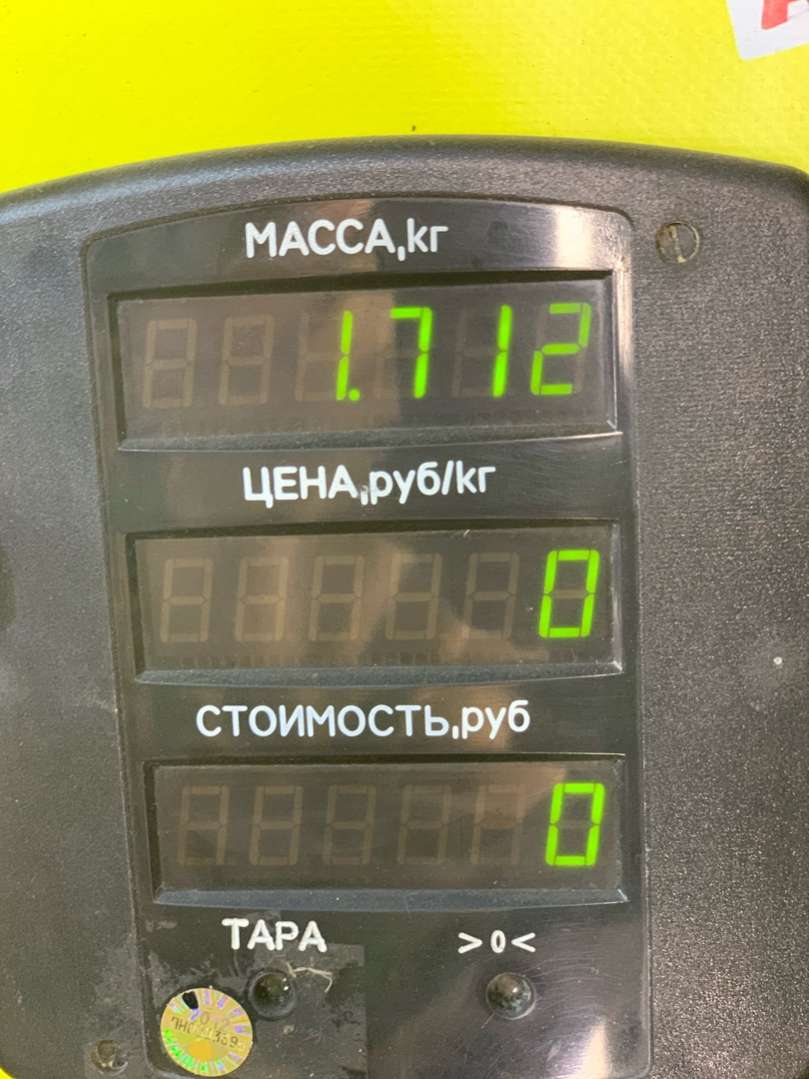 МАССА,кг
1.712
ЦЕНА,руб/кг
0
СТОИМОСТЬ,руб
0
ТАРА >0<